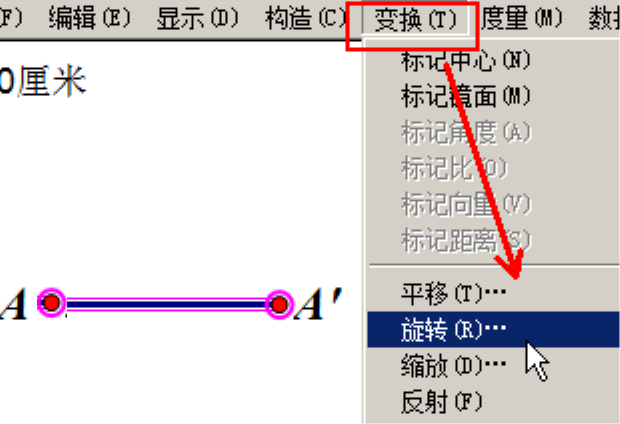 F) 编辑(E) 显示(D) 构造(C) 变换(T) 度量(M) 数据
0厘米
标记中心(N)
标记镜面(M)
标记角度(A)
标记比(O)
标记向量(V)
标记距离(S)
A A′
平移(T)…
旋转(R)…
缩放(D)…
反射(F)